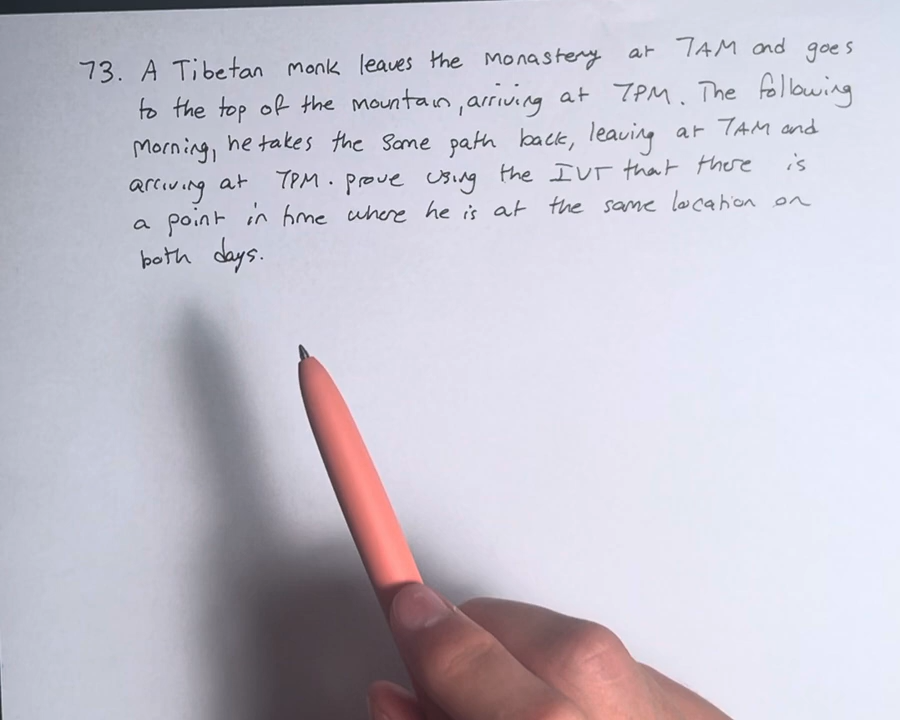 73. A Tibetan monk leaves the monastery at 7AM and goes
to the top of the mountain, arriving at 7PM. The following
morning, he takes the same path back, leaving at 7AM and
arriving at 7PM. prove using the IVT that there is
a point in time where he is at the same location on
both days.